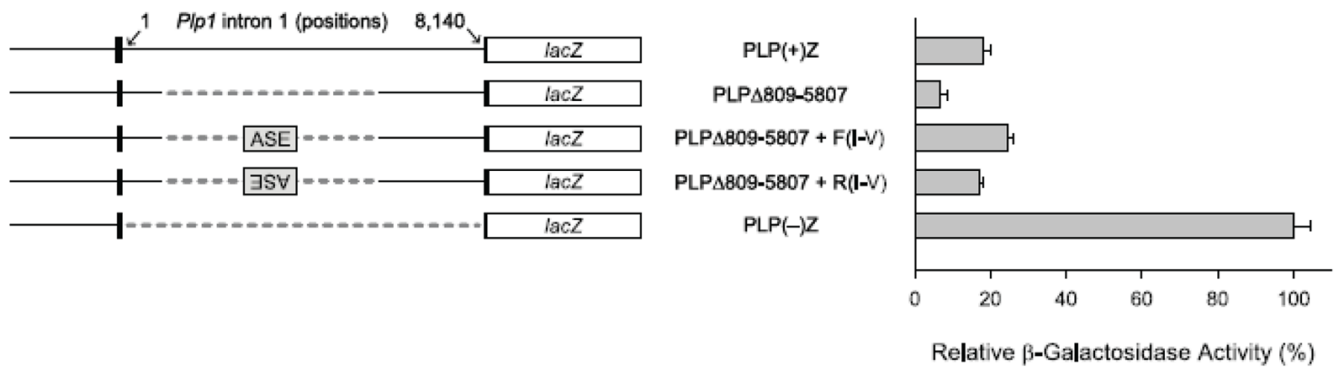 1 Plp1 intron 1 (positions) 8,140
lacZ PLP(+)Z
lacZ PLPΔ809-5807
ASE lacZ PLPΔ809-5807 + F(I-V)
ASE lacZ PLPΔ809-5807 + R(I-V)
lacZ PLP(–)Z
0 20 40 60 80 100
Relative β-Galactosidase Activity (%)